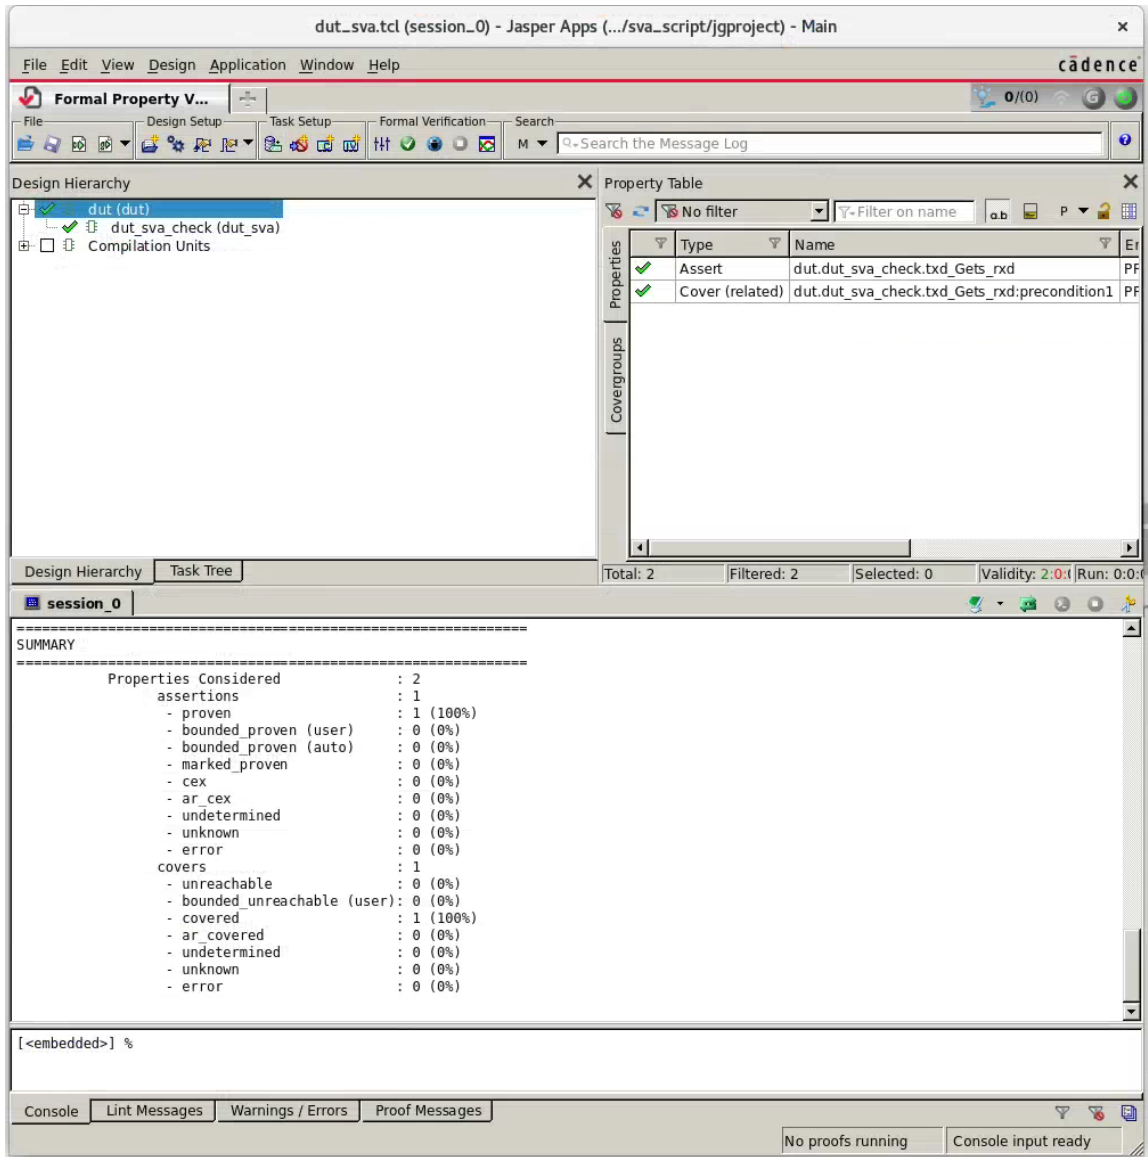 dut_sva.tcl (session_0) - Jasper Apps (.../sva_script/jgproject) - Main
File Edit View Design Application Window Help
cādence
Formal Property V...
0/(0)
File Design Setup Task Setup Formal Verification Search
M Search the Message Log
Design Hierarchy
dut (dut)
dut_sva_check (dut_sva)
Compilation Units
Design Hierarchy Task Tree
Property Table
No filter Filter on name a.b P
Properties
Covergroups
Type Name
Assert dut.dut_sva_check.txd_Gets_rxd
Cover (related) dut.dut_sva_check.txd_Gets_rxd:precondition1
Total: 2 Filtered: 2 Selected: 0 Validity: 2:0:( Run: 0:0:
session_0
==============================================================
SUMMARY
==============================================================
Properties Considered : 2
assertions : 1
- proven : 1 (100%)
- bounded_proven (user) : 0 (0%)
- bounded_proven (auto) : 0 (0%)
- marked_proven : 0 (0%)
- cex : 0 (0%)
- ar_cex : 0 (0%)
- undetermined : 0 (0%)
- unknown : 0 (0%)
- error : 0 (0%)
covers : 1
- unreachable : 0 (0%)
- bounded_unreachable (user): 0 (0%)
- covered : 1 (100%)
- ar_covered : 0 (0%)
- undetermined : 0 (0%)
- unknown : 0 (0%)
- error : 0 (0%)
[<embedded>] %
Console Lint Messages Warnings / Errors Proof Messages
No proofs running Console input ready